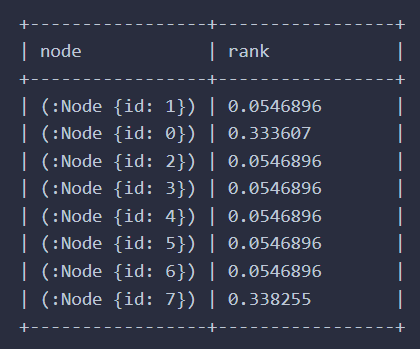 +-----------------+-----------------+
| node            | rank            |
+-----------------+-----------------+
| (:Node {id: 1}) | 0.0546896       |
| (:Node {id: 0}) | 0.333607        |
| (:Node {id: 2}) | 0.0546896       |
| (:Node {id: 3}) | 0.0546896       |
| (:Node {id: 4}) | 0.0546896       |
| (:Node {id: 5}) | 0.0546896       |
| (:Node {id: 6}) | 0.0546896       |
| (:Node {id: 7}) | 0.338255        |
+-----------------+-----------------+